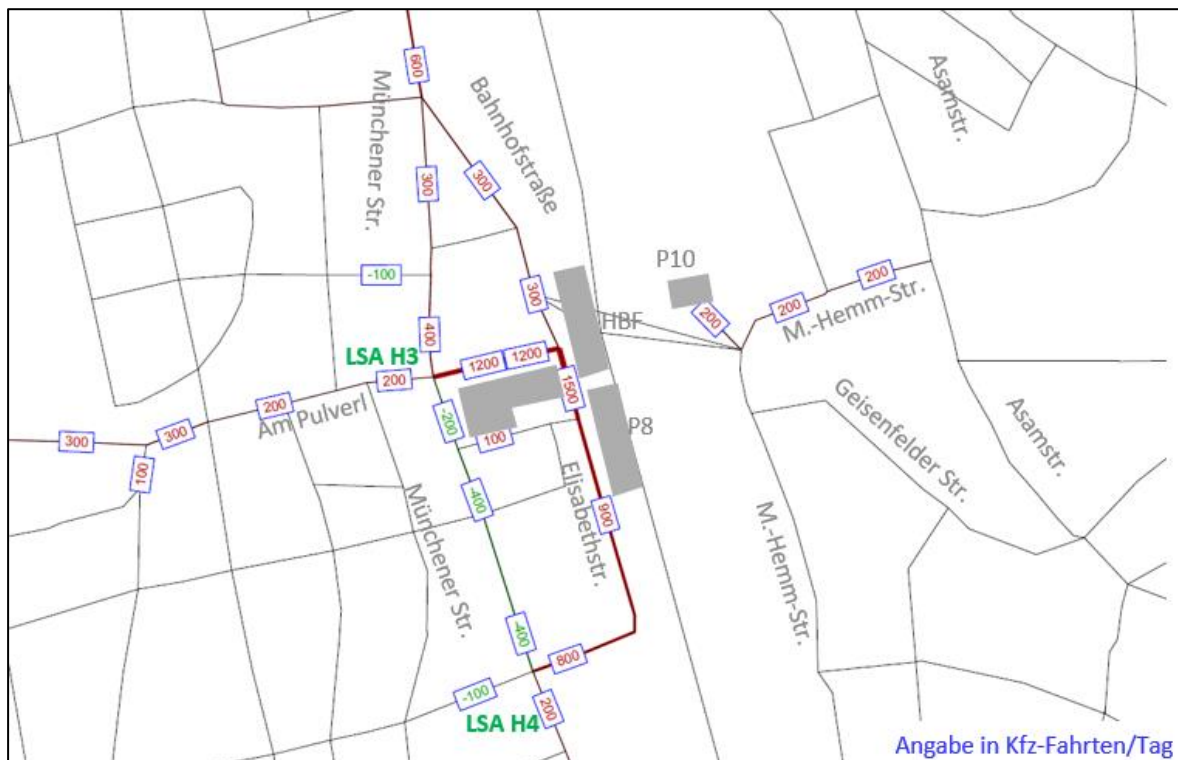 600
Münchener Str.
Bahnhofstraße
Asamstr.
300
300
-100
300
P10
200
200
200
M.-Hemm-Str.
HBF
400
LSA H3
1200
1200
1500
200
200
Am Pulverl
300
300
100
-200
100
P8
Geisenfelder Str.
Asamstr.
-400
Münchener Str.
Elisabethstr.
900
M.-Hemm-Str.
-400
800
-100
200
LSA H4
Angabe in Kfz-Fahrten/Tag